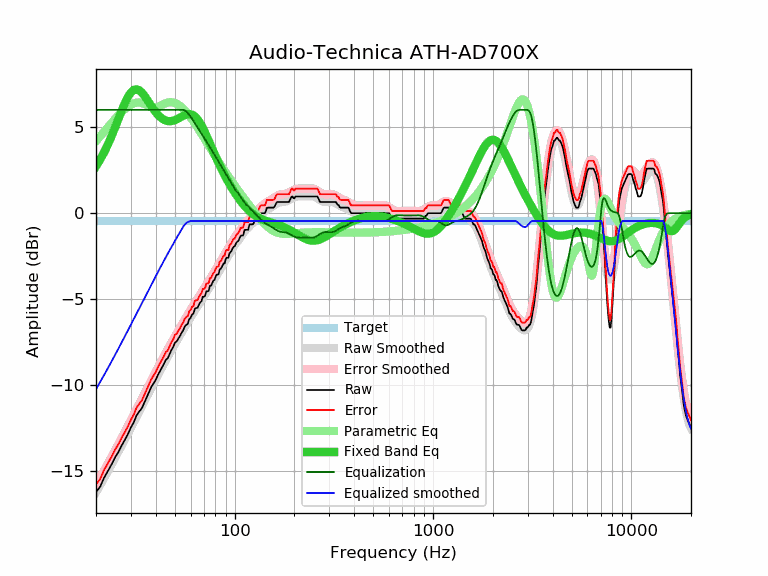 Audio-Technica ATH-AD700X
Amplitude (dBr)
5
0
−5
−10
−15
Target
Raw Smoothed
Error Smoothed
Raw
Error
Parametric Eq
Fixed Band Eq
Equalization
Equalized smoothed
100
1000
10000
Frequency (Hz)